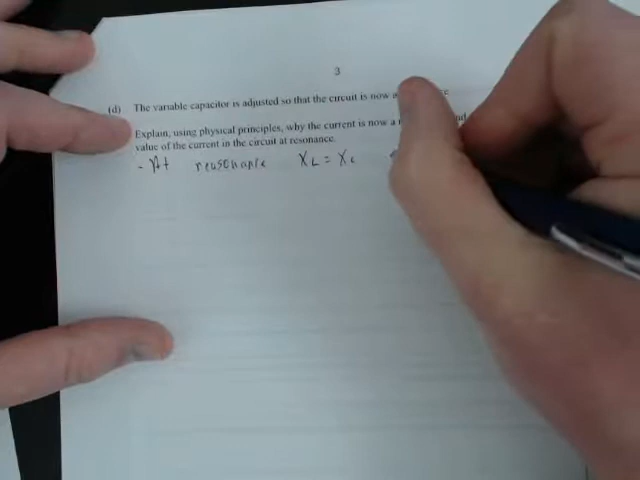 3
(d) The variable capacitor is adjusted so that the circuit is now
Explain, using physical principles, why the current is now a
value of the current in the circuit at resonance.
- At resonance XL = Xc